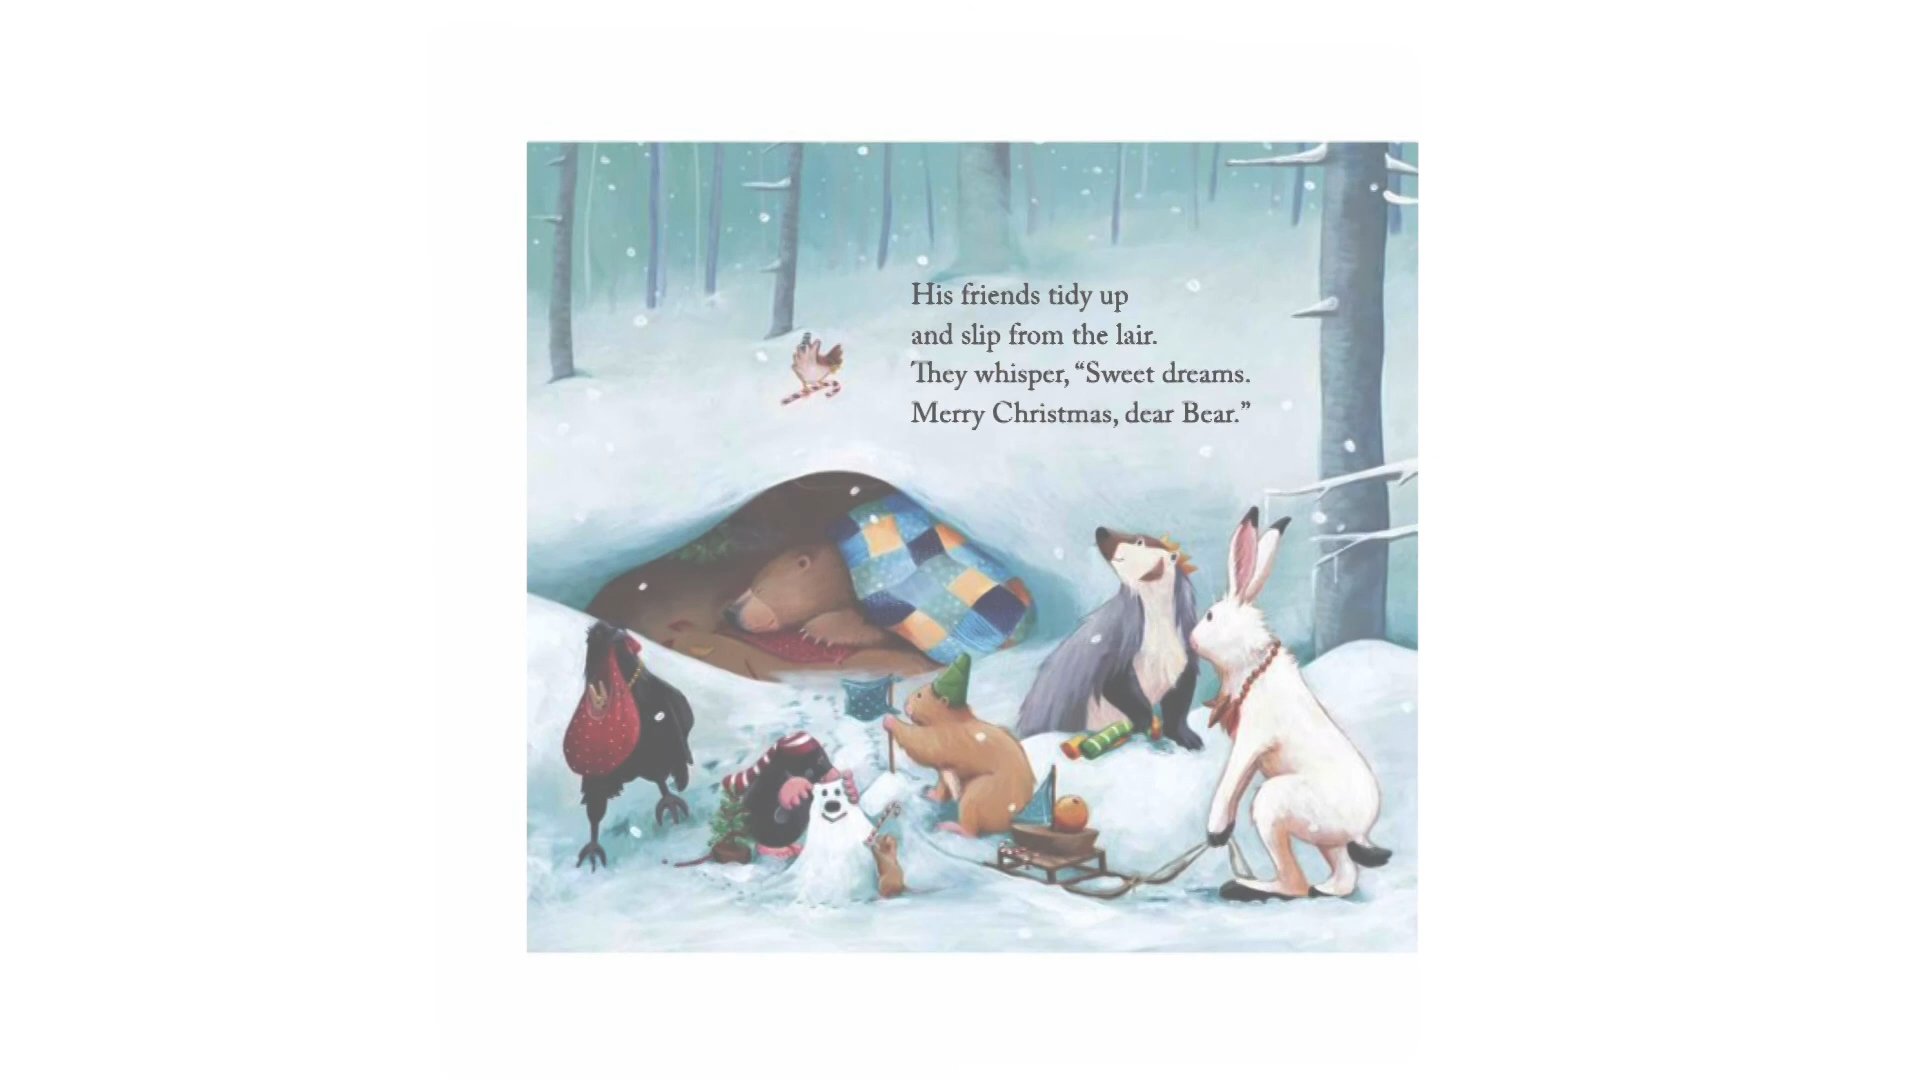 His friends tidy up
and slip from the lair.
They whisper, “Sweet dreams.
Merry Christmas, dear Bear.”